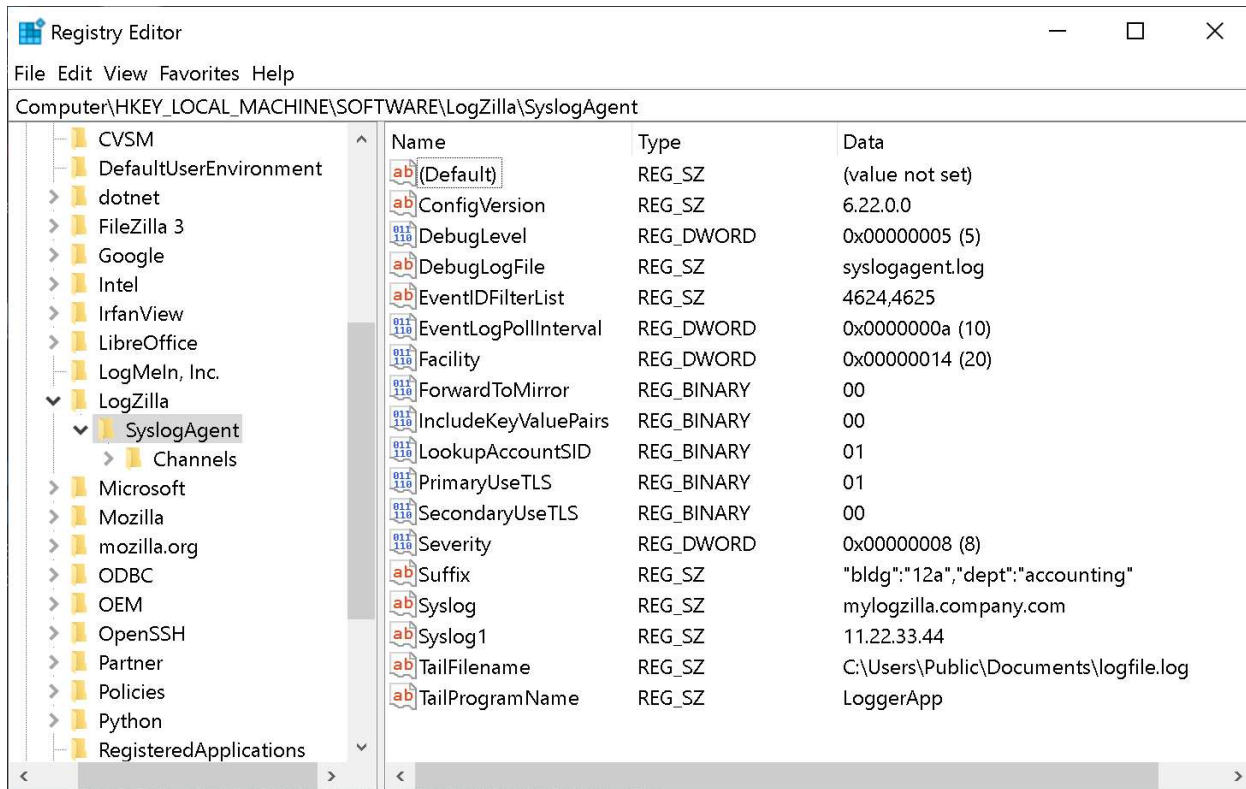 Registry Editor
File Edit View Favorites Help
Computer\HKEY_LOCAL_MACHINE\SOFTWARE\LogZilla\SyslogAgent
CVSM
DefaultUserEnvironment
dotnet
FileZilla 3
Google
Intel
IrfanView
LibreOffice
LogMeIn, Inc.
LogZilla
SyslogAgent
Channels
Microsoft
Mozilla
mozilla.org
ODBC
OEM
OpenSSH
Partner
Policies
Python
RegisteredApplications
Name Type Data
(Default) REG_SZ (value not set)
ConfigVersion REG_SZ 6.22.0.0
DebugLevel REG_DWORD 0x00000005 (5)
DebugLogFile REG_SZ syslogagent.log
EventIDFilterList REG_SZ 4624,4625
EventLogPollInterval REG_DWORD 0x0000000a (10)
Facility REG_DWORD 0x00000014 (20)
ForwardToMirror REG_BINARY 00
IncludeKeyValuePairs REG_BINARY 00
LookupAccountSID REG_BINARY 01
PrimaryUseTLS REG_BINARY 01
SecondaryUseTLS REG_BINARY 00
Severity REG_DWORD 0x00000008 (8)
Suffix REG_SZ "bldg":"12a","dept":"accounting"
Syslog REG_SZ mylogzilla.company.com
Syslog1 REG_SZ 11.22.33.44
TailFilename REG_SZ C:\Users\Public\Documents\logfile.log
TailProgramName REG_SZ LoggerApp